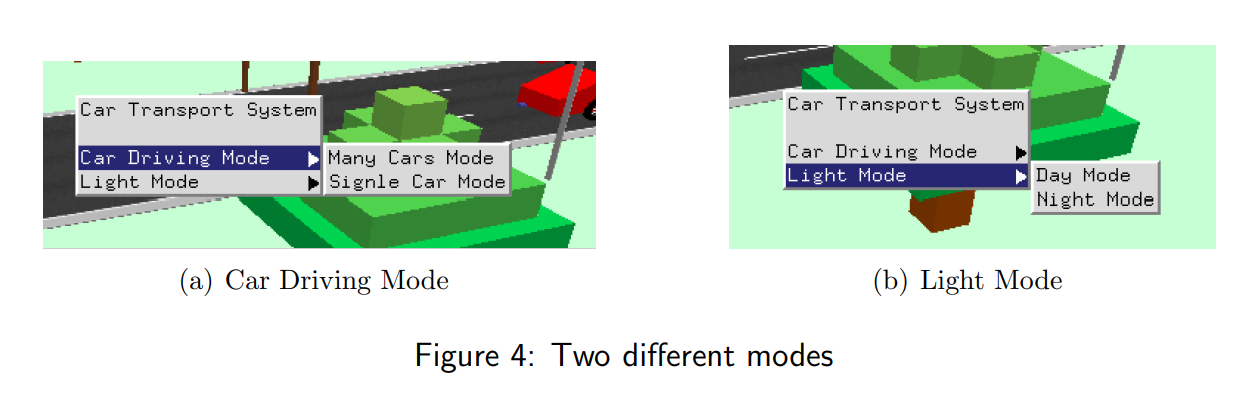 Car Transport System
Car Driving Mode
Light Mode
Many Cars Mode
Signle Car Mode
(a) Car Driving Mode
Car Transport System
Car Driving Mode
Light Mode
Day Mode
Night Mode
(b) Light Mode
Figure 4: Two different modes